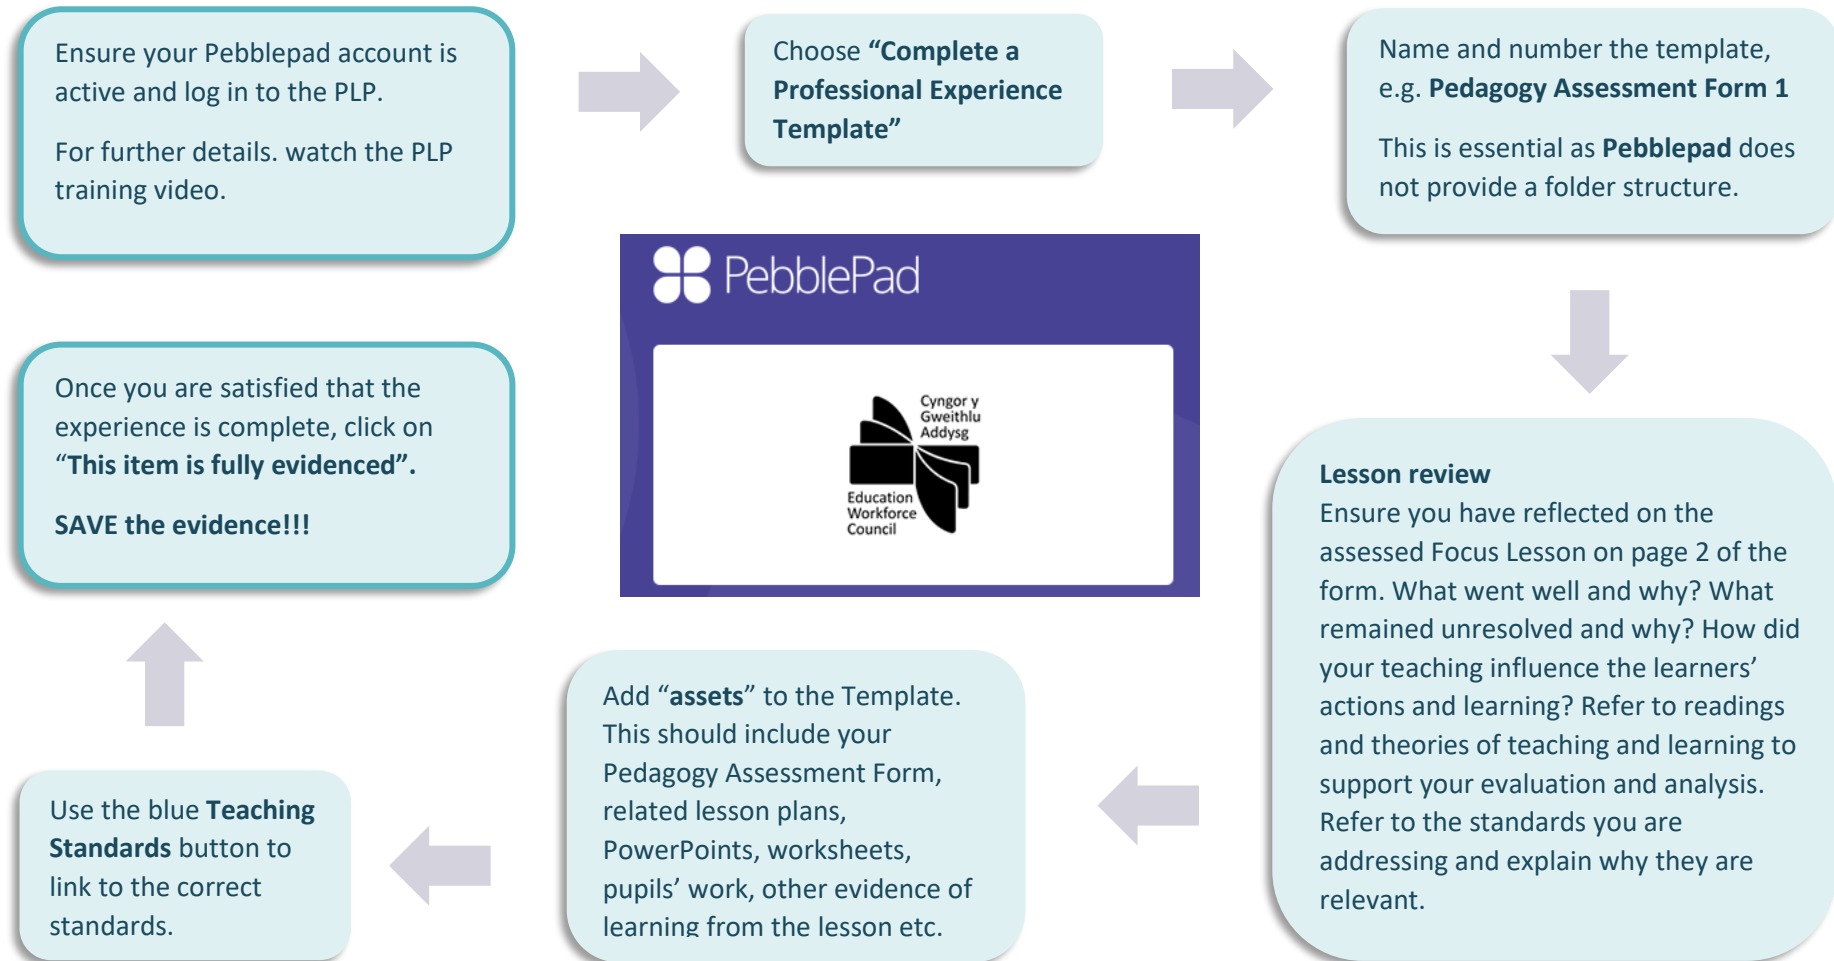 Ensure your Pebblepad account is
active and log in to the PLP.
For further details. watch the PLP
training video.
Choose “Complete a
Professional Experience
Template”
Name and number the template,
e.g. Pedagogy Assessment Form 1
This is essential as Pebblepad does
not provide a folder structure.
PebblePad
Cyngor y
Gweithlu
Addysg
Education
Workforce
Council
Lesson review
Ensure you have reflected on the
assessed Focus Lesson on page 2 of the
form. What went well and why? What
remained unresolved and why? How did
your teaching influence the learners’
actions and learning? Refer to readings
and theories of teaching and learning to
support your evaluation and analysis.
Refer to the standards you are
addressing and explain why they are
relevant.
Add “assets” to the Template.
This should include your
Pedagogy Assessment Form,
related lesson plans,
PowerPoints, worksheets,
pupils’ work, other evidence of
learning from the lesson etc.
Use the blue Teaching
Standards button to
link to the correct
standards.
Once you are satisfied that the
experience is complete, click on
“This item is fully evidenced”.
SAVE the evidence!!!